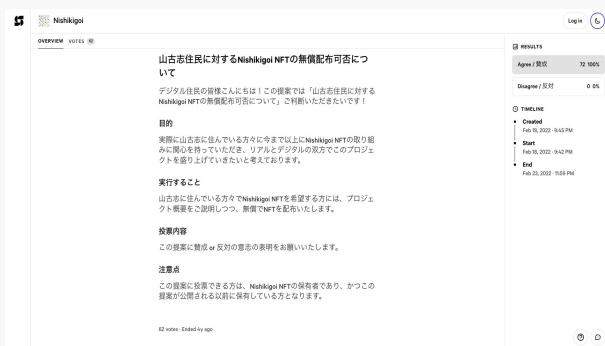 Nishikigoi
Log in
OVERVIEW VOTES 62
山古志住民に対するNishikigoi NFTの無償配布可否につ
いて
デジタル住民の皆様こんにちは！この提案では「山古志住民に対する
Nishikigoi NFTの無償配布可否について」ご判断いただきたいです！
目的
実際に山古志に住んでいる方々に今まで以上にNishikigoi NFTの取り組
みに関心を持っていただき、リアルとデジタルの双方でこのプロジェ
クトを盛り上げていきたいと考えております。
実行すること
山古志に住んでいる方々でNishikigoi NFTを希望する方には、プロジェ
クト概要をご説明しつつ、無償でNFTを配布いたします。
投票内容
この提案に賛成 or 反対の意志の表明をお願いいたします。
注意点
この提案に投票できる方は、Nishikigoi NFTの保有者であり、かつこの
提案が公開される以前に保有している方となります。
62 votes · Ended 4y ago
RESULTS
Agree / 賛成 72 100%
Disagree / 反対 0 0%
TIMELINE
Created
Feb 18, 2022 · 9:45 PM
Start
Feb 18, 2022 · 9:42 PM
End
Feb 23, 2022 · 11:59 PM